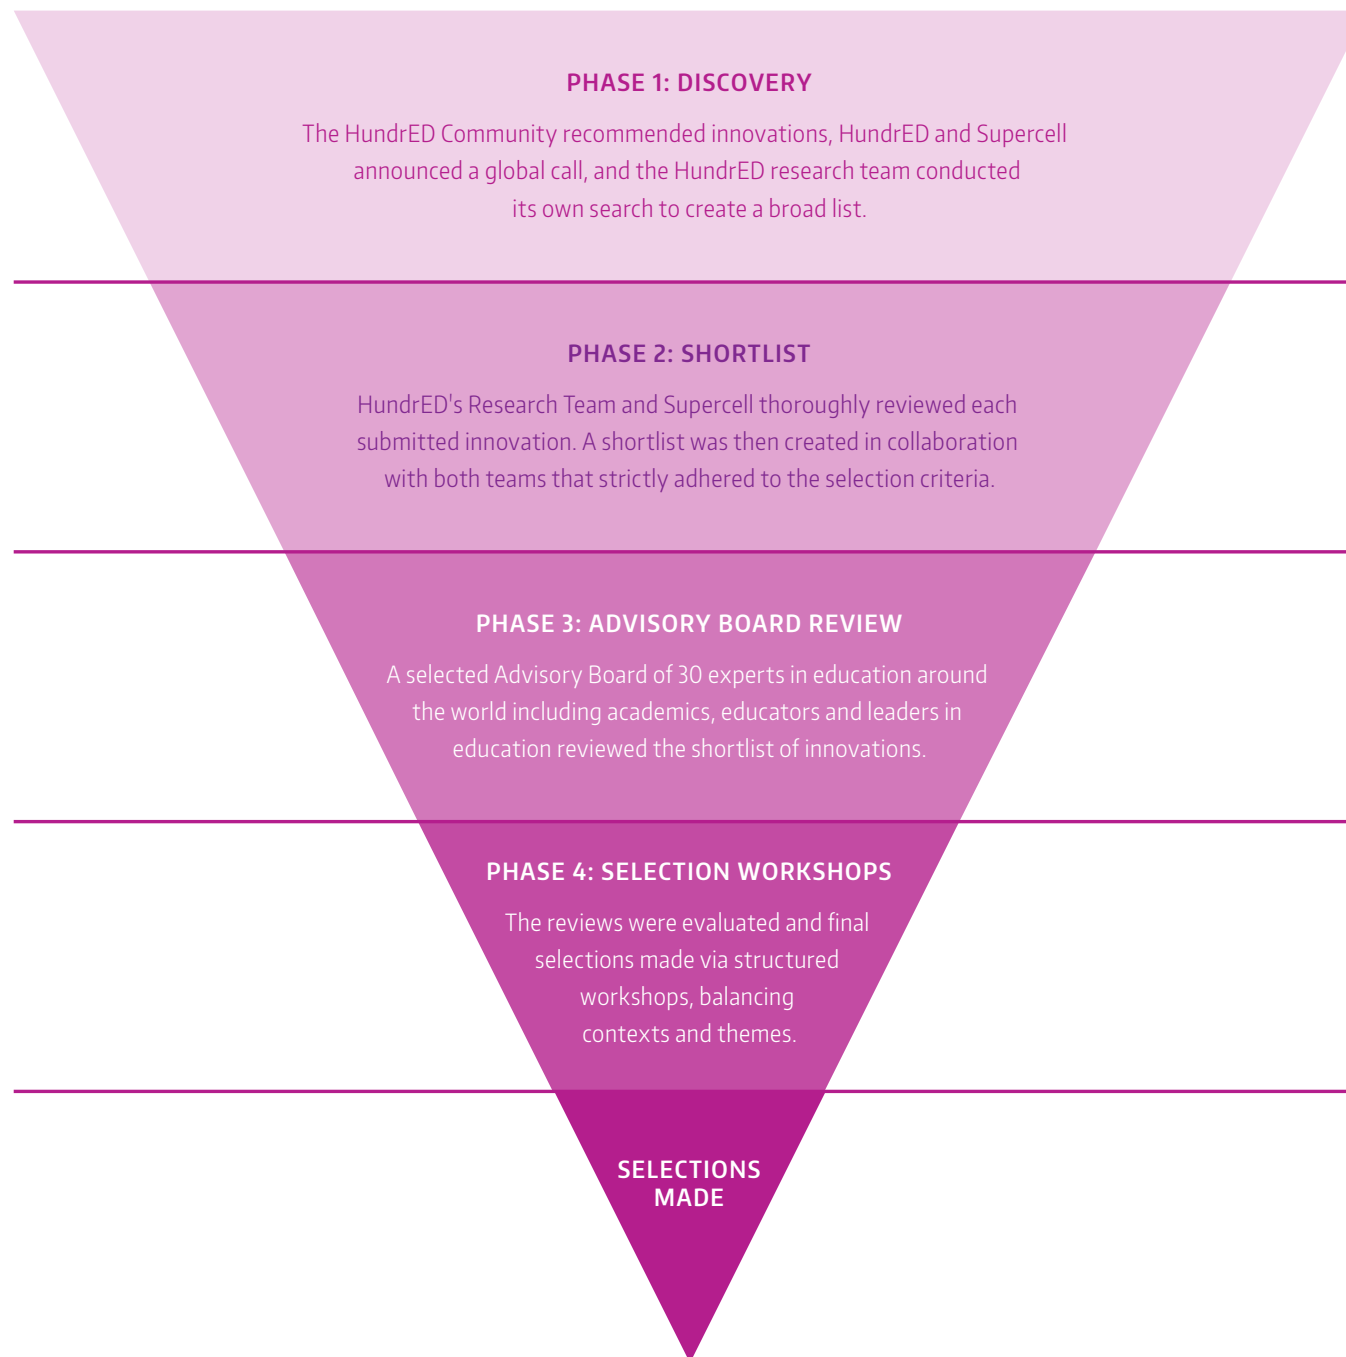 PHASE 1: DISCOVERY
The HundrED Community recommended innovations, HundrED and Supercell
announced a global call, and the HundrED research team conducted
its own search to create a broad list.
PHASE 2: SHORTLIST
HundrED's Research Team and Supercell thoroughly reviewed each
submitted innovation. A shortlist was then created in collaboration
with both teams that strictly adhered to the selection criteria.
PHASE 3: ADVISORY BOARD REVIEW
A selected Advisory Board of 30 experts in education around
the world including academics, educators and leaders in
education reviewed the shortlist of innovations.
PHASE 4: SELECTION WORKSHOPS
The reviews were evaluated and final
selections made via structured
workshops, balancing
contexts and themes.
SELECTIONS
MADE